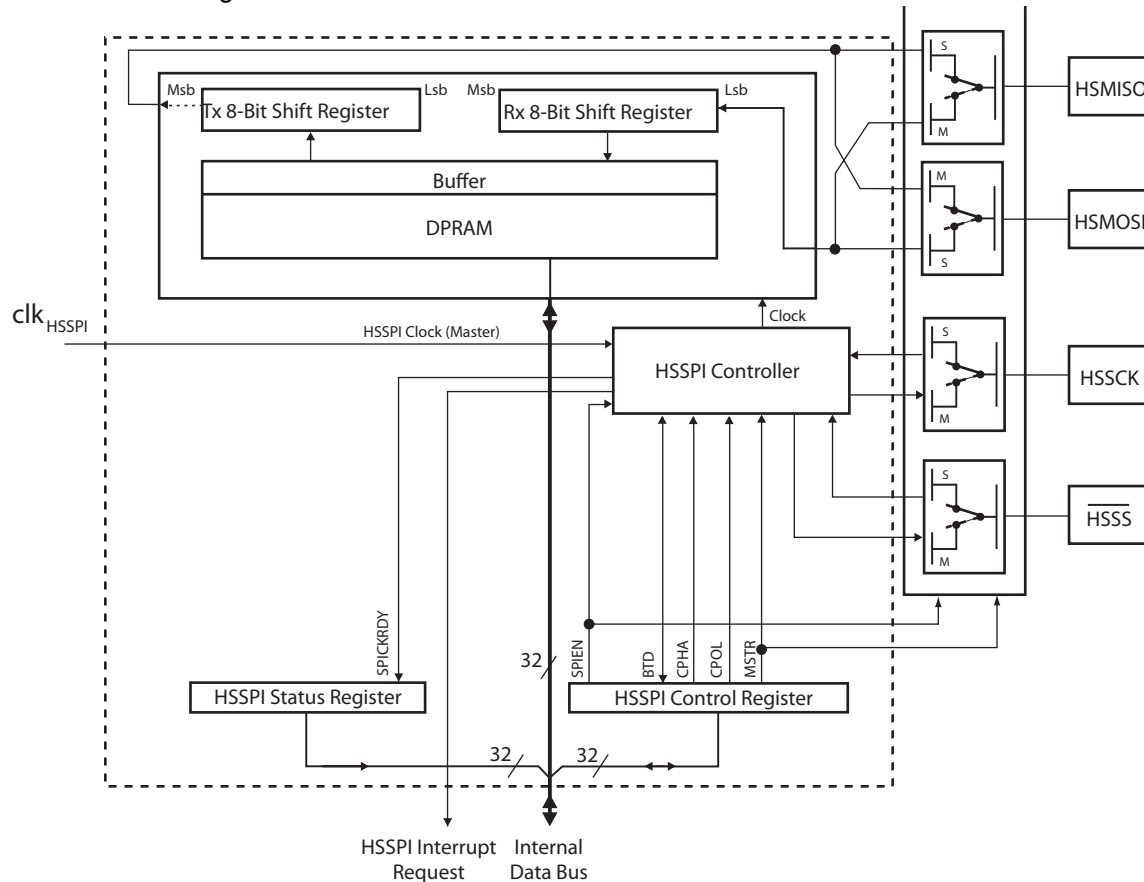 S
Msb
Lsb
Msb
Lsb
HSMISO
Tx 8-Bit Shift Register
Rx 8-Bit Shift Register
M
Buffer
M
HSMOSI
DPRAM
S
clk HSSPI
Clock
HSSPI Clock (Master)
S
HSSPI Controller
HSSCK
M
S
HSSS
M
SPICKRDY
32
SPIEN
BTD
CPHA
CPOL
MSTR
HSSPI Status Register
HSSPI Control Register
32
32
HSSPI Interrupt
Request
Internal
Data Bus